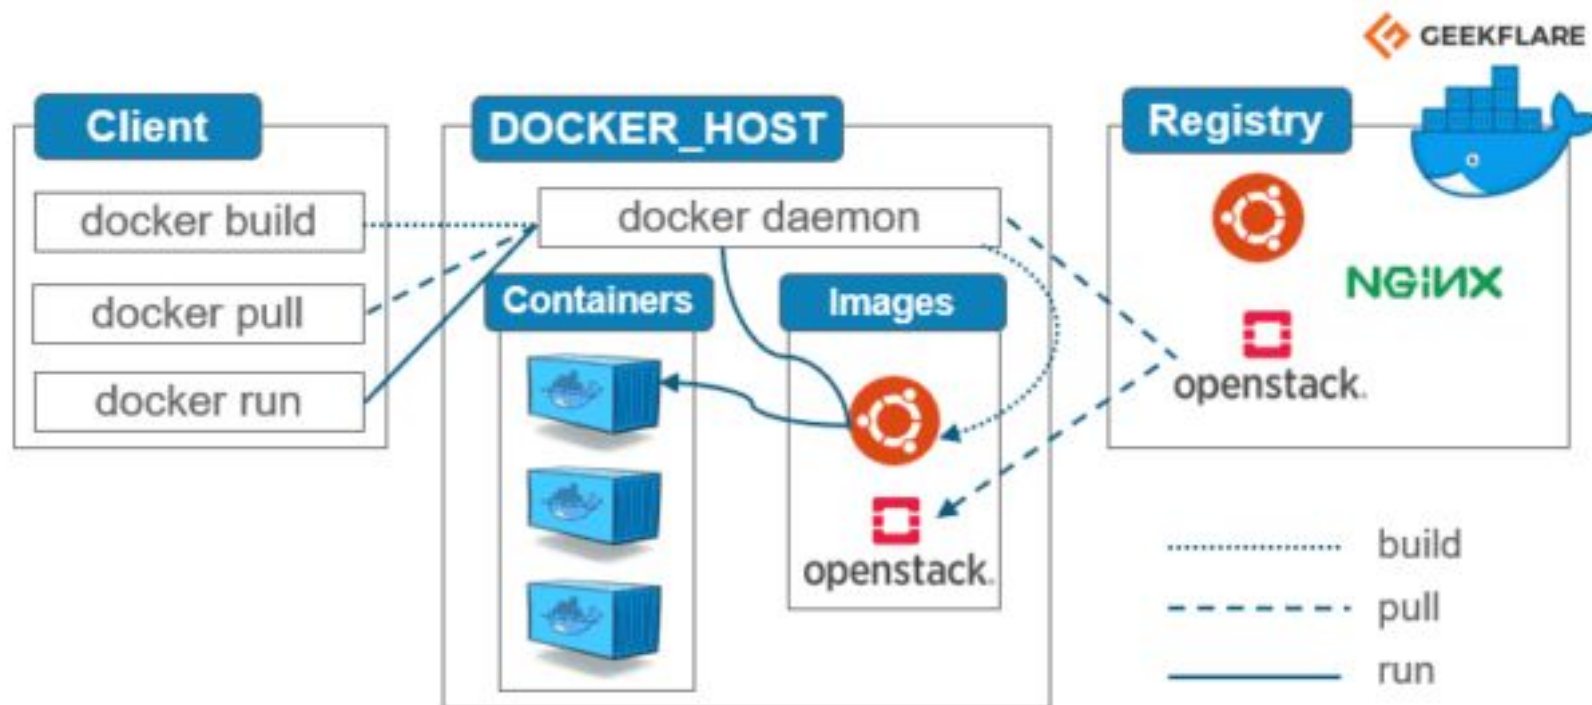 GEEKFLARE
Client
docker build
docker pull
docker run
DOCKER_HOST
docker daemon
Containers
Images
openstack.
Registry
NGINX
openstack.
build
pull
run